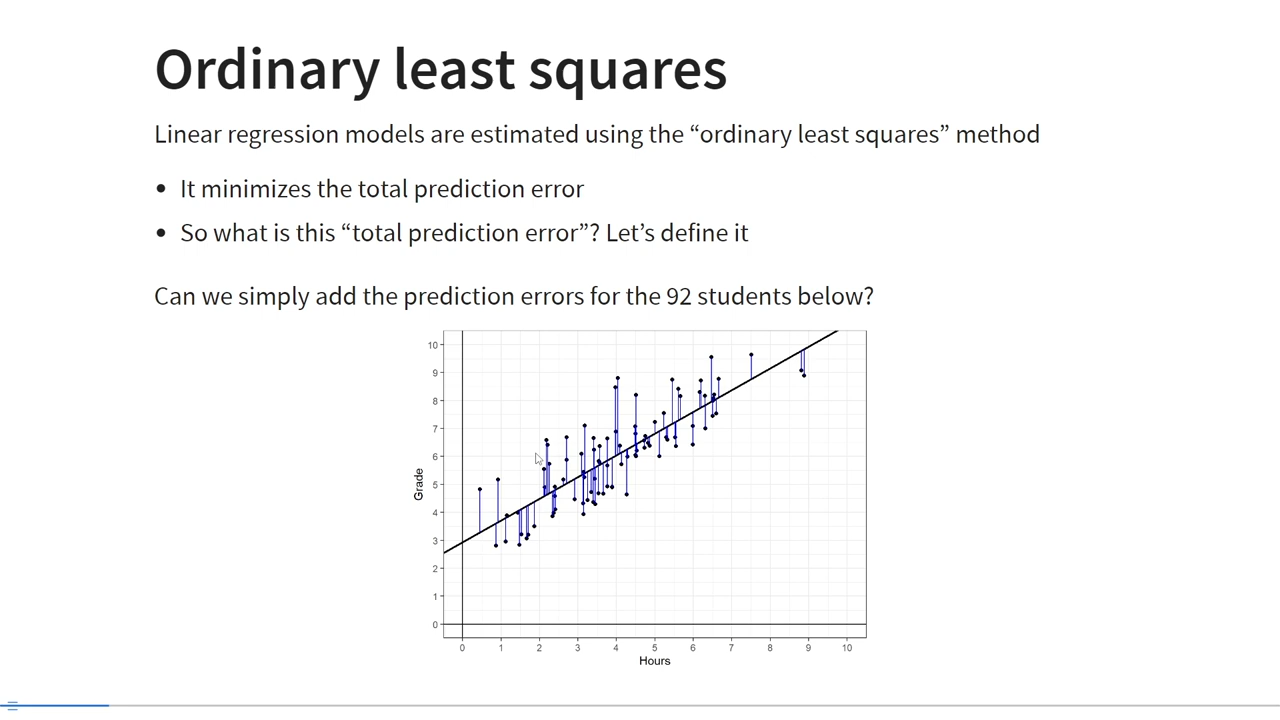 Ordinary least squares
Linear regression models are estimated using the “ordinary least squares” method
• It minimizes the total prediction error
• So what is this “total prediction error”? Let’s define it
Can we simply add the prediction errors for the 92 students below?
10
9
8
7
6
5
4
3
2
1
0
Grade
0 1 2 3 4 5 6 7 8 9 10
Hours